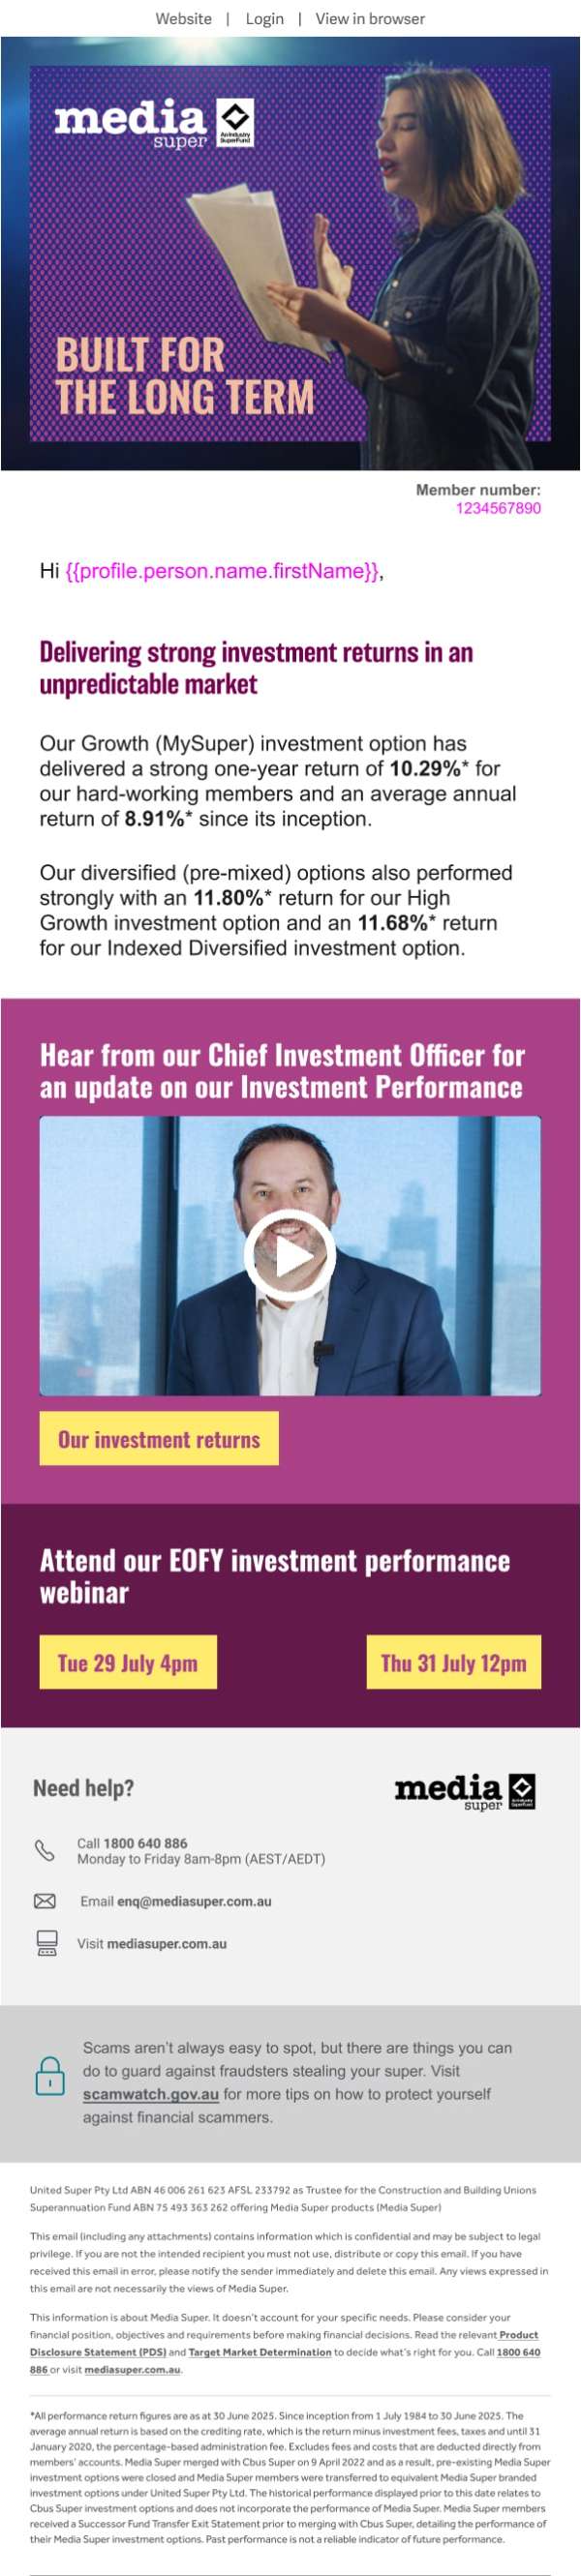 Website | Login | View in browser
media
super
An Industry
SuperFund
BUILT FOR
THE LONG TERM
Member number:
1234567890
Hi {{profile.person.name.firstName}},
Delivering strong investment returns in an
unpredictable market
Our Growth (MySuper) investment option has
delivered a strong one-year return of 10.29%* for
our hard-working members and an average annual
return of 8.91%* since its inception.
Our diversified (pre-mixed) options also performed
strongly with an 11.80%* return for our High
Growth investment option and an 11.68%* return
for our Indexed Diversified investment option.
Hear from our Chief Investment Officer for
an update on our Investment Performance
Our investment returns
Attend our EOFY investment performance
webinar
Tue 29 July 4pm
Thu 31 July 12pm
Need help?
media
super
An Industry
SuperFund
Call 1800 640 886
Monday to Friday 8am-8pm (AEST/AEDT)
Email enq@mediasuper.com.au
Visit mediasuper.com.au
Scams aren't always easy to spot, but there are things you can
do to guard against fraudsters stealing your super. Visit
scamwatch.gov.au for more tips on how to protect yourself
against financial scammers.
United Super Pty Ltd ABN 46 006 261 623 AFSL 233792 as Trustee for the Construction and Building Unions
Superannuation Fund ABN 75 493 363 262 offering Media Super products (Media Super)
This email (including any attachments) contains information which is confidential and may be subject to legal
privilege. If you are not the intended recipient you must not use, distribute or copy this email. If you have
received this email in error, please notify the sender immediately and delete this email. Any views expressed in
this email are not necessarily the views of Media Super.
This information is about Media Super. It doesn't account for your specific needs. Please consider your
financial position, objectives and requirements before making financial decisions. Read the relevant Product
Disclosure Statement (PDS) and Target Market Determination to decide what's right for you. Call 1800 640
886 or visit mediasuper.com.au.
*All performance return figures are as at 30 June 2025. Since inception from 1 July 1984 to 30 June 2025. The
average annual return is based on the crediting rate, which is the return minus investment fees, taxes and until 31
January 2020, the percentage-based administration fee. Excludes fees and costs that are deducted directly from
members' accounts. Media Super merged with Cbus Super on 9 April 2022 and as a result, pre-existing Media Super
investment options were closed and Media Super members were transferred to equivalent Media Super branded
investment options under United Super Pty Ltd. The historical performance displayed prior to this date relates to
Cbus Super investment options and does not incorporate the performance of Media Super. Media Super members
received a Successor Fund Transfer Exit Statement prior to merging with Cbus Super, detailing the performance of
their Media Super investment options. Past performance is not a reliable indicator of future performance.